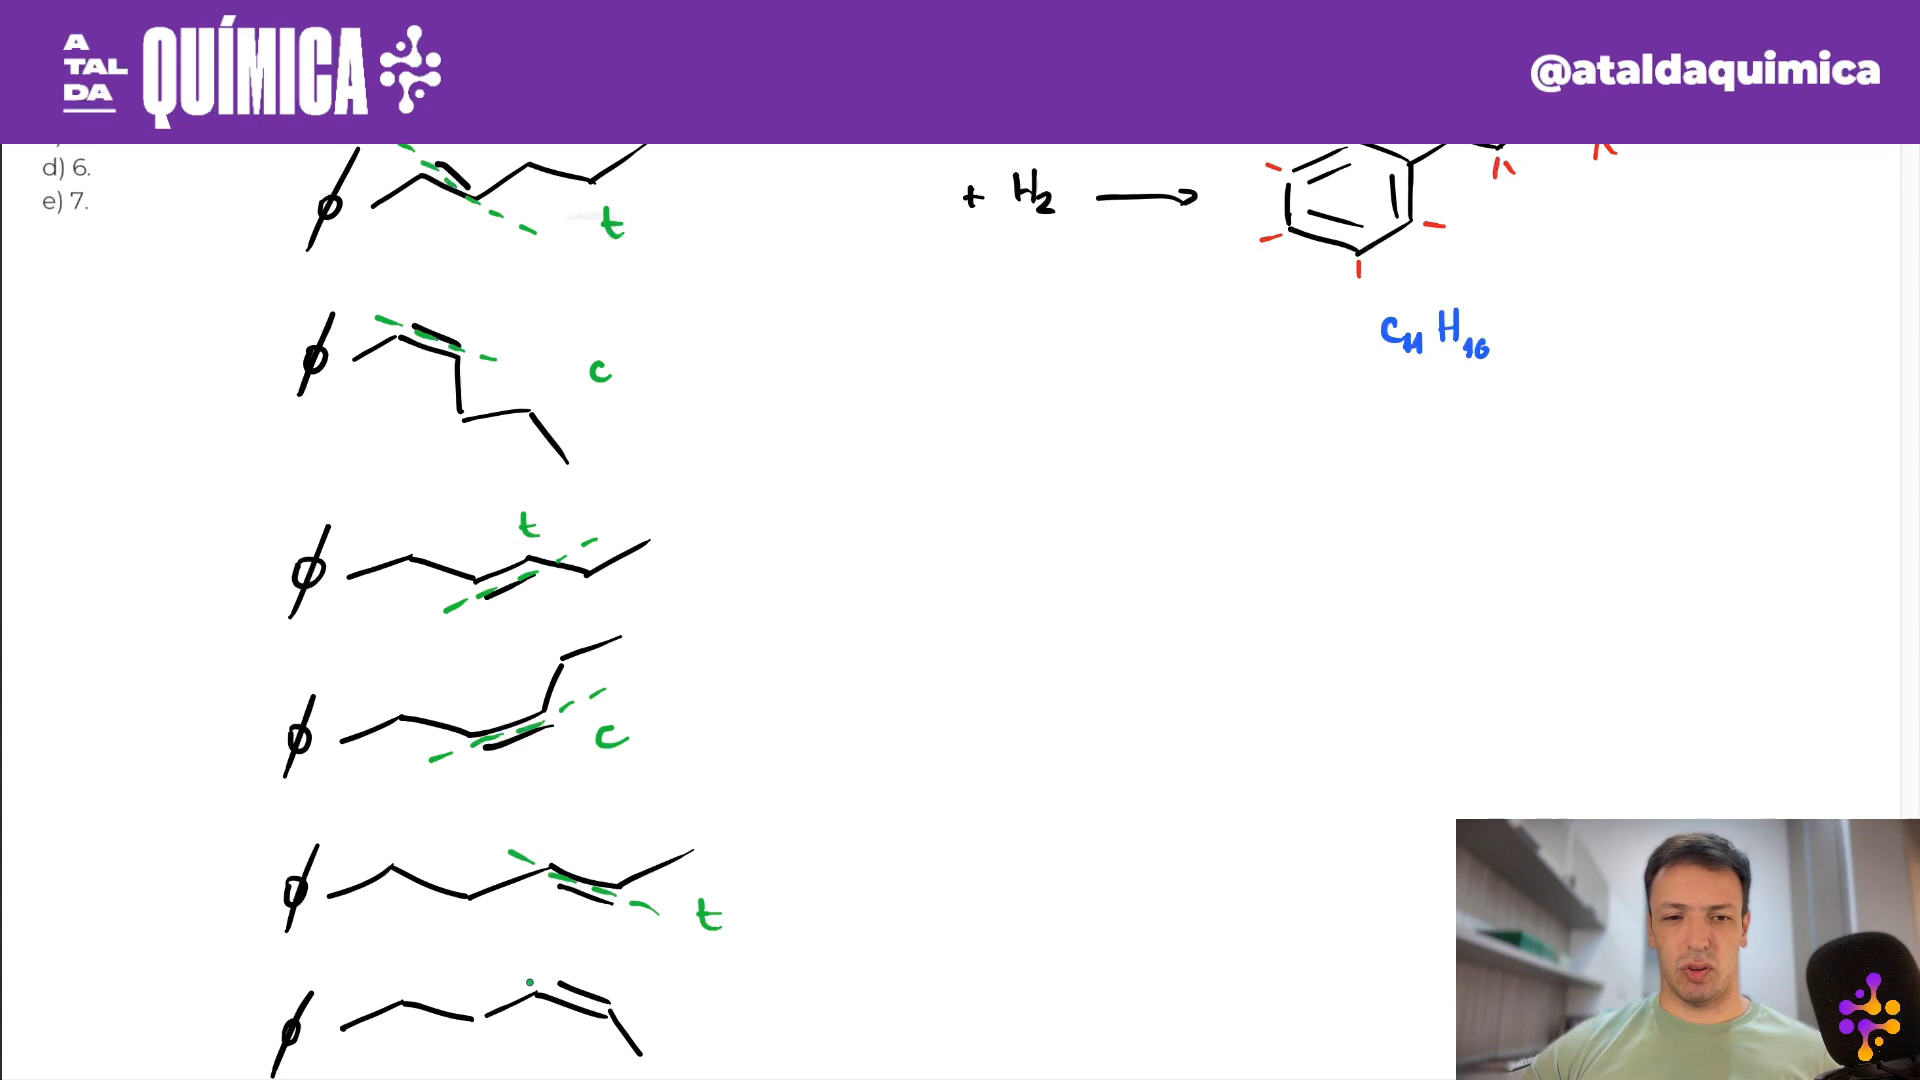 A
TAL
DA
QUÍMICA
@ataldaquimica
d) 6.
e) 7.
ϕ
t
+ H₂ ⟶
ϕ
c
C₁₁ H₁₆
ϕ
t
ϕ
c
ϕ
t
ϕ